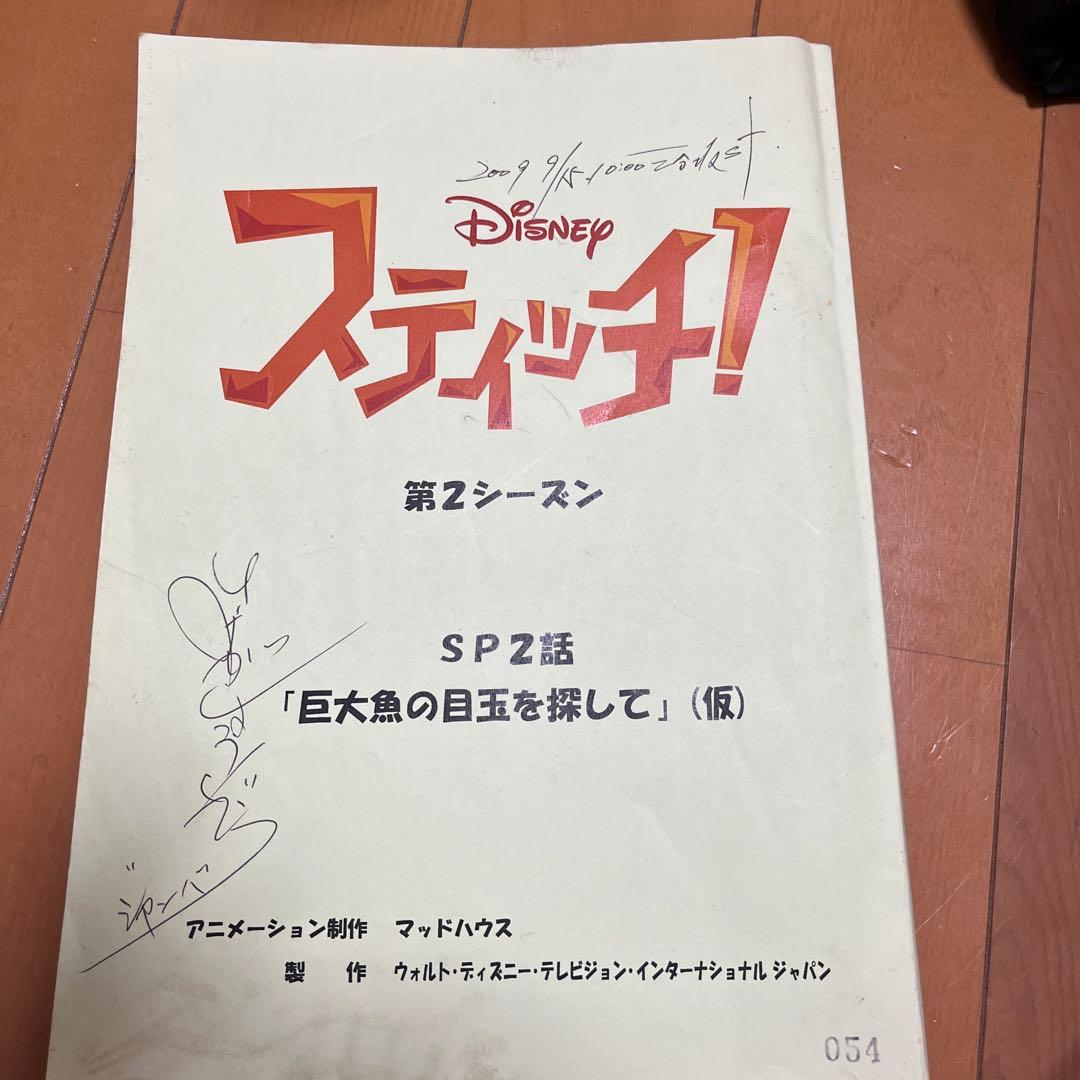 2009 9/15 10:00
Disney
スティッチ!
第2シーズン
SP2話
「巨大魚の目玉を探して」(仮)
ジャンバ
アニメーション制作 マッドハウス
製 作 ウォルト・ディズニー・テレビジョン・インターナショナル ジャパン
054